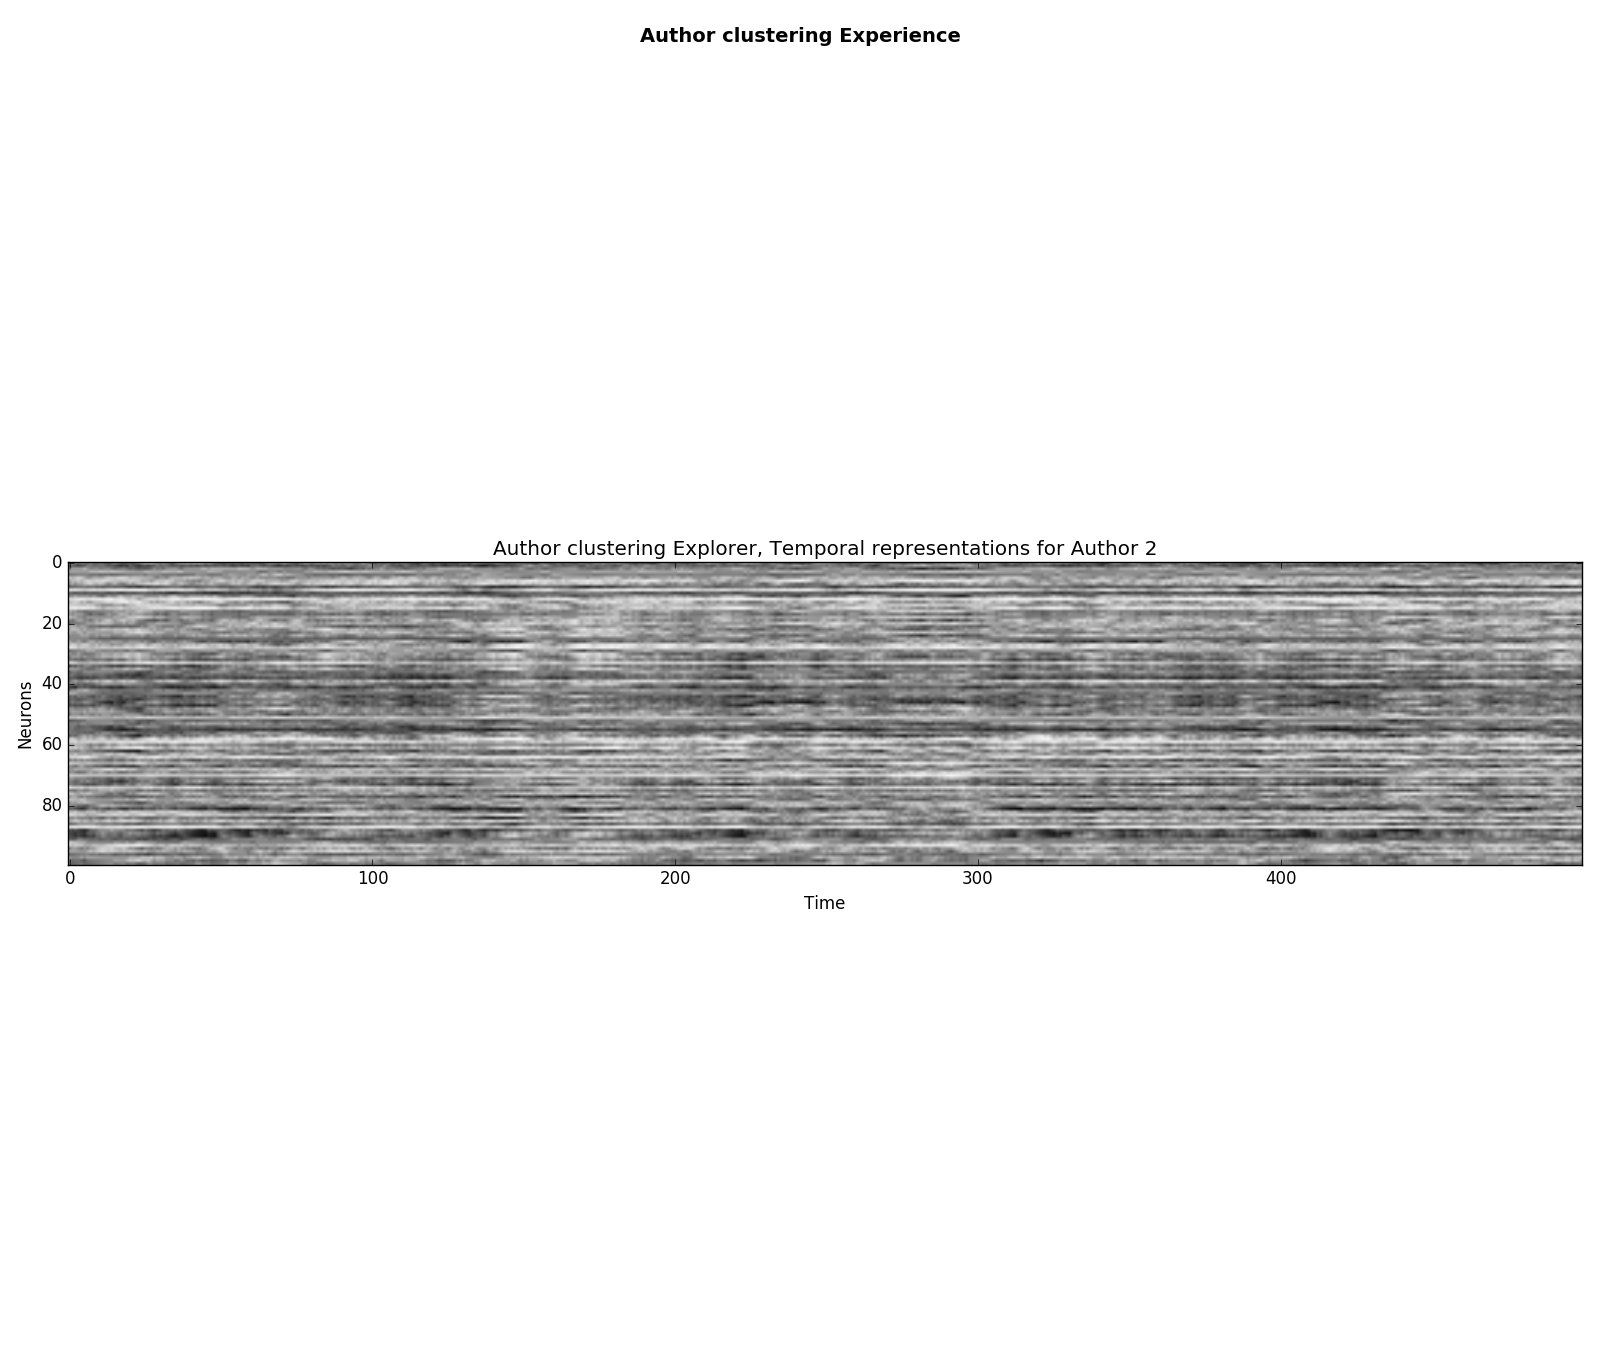 Author clustering Experience
Author clustering Explorer, Temporal representations for Author 2
0
20
40
60
80
Neurons
0 100 200 300 400
Time